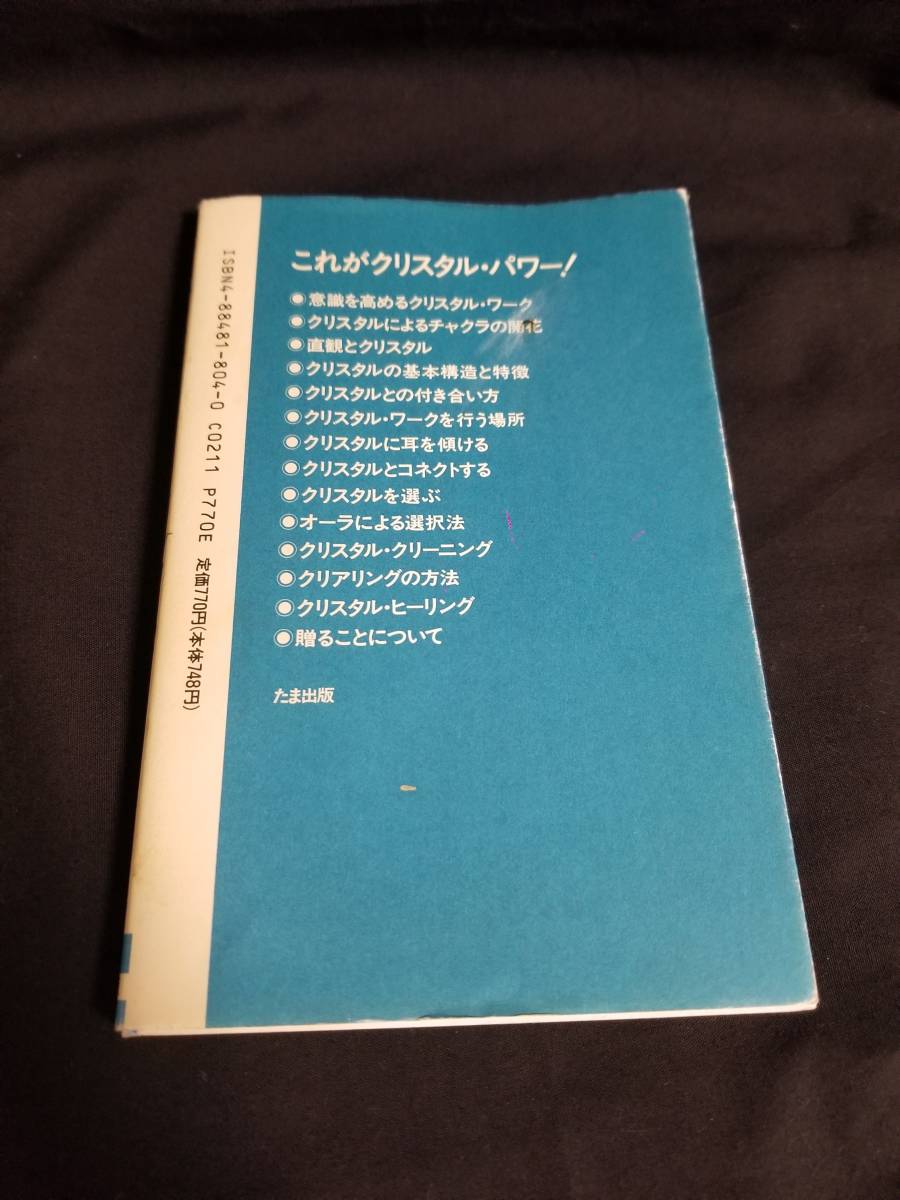 これがクリスタル・パワー!
●意識を高めるクリスタル・ワーク
●クリスタルによるチャクラの開花
●直観とクリスタル
●クリスタルの基本構造と特徴
●クリスタルとの付き合い方
●クリスタル・ワークを行う場所
●クリスタルに耳を傾ける
●クリスタルとコネクトする
●クリスタルを選ぶ
●オーラによる選択法
●クリスタル・クリーニング
●クリアリングの方法
●クリスタル・ヒーリング
●贈ることについて
たま出版
ISBN4-88481-804-0 C0211 P770E 定価770円(本体748円)